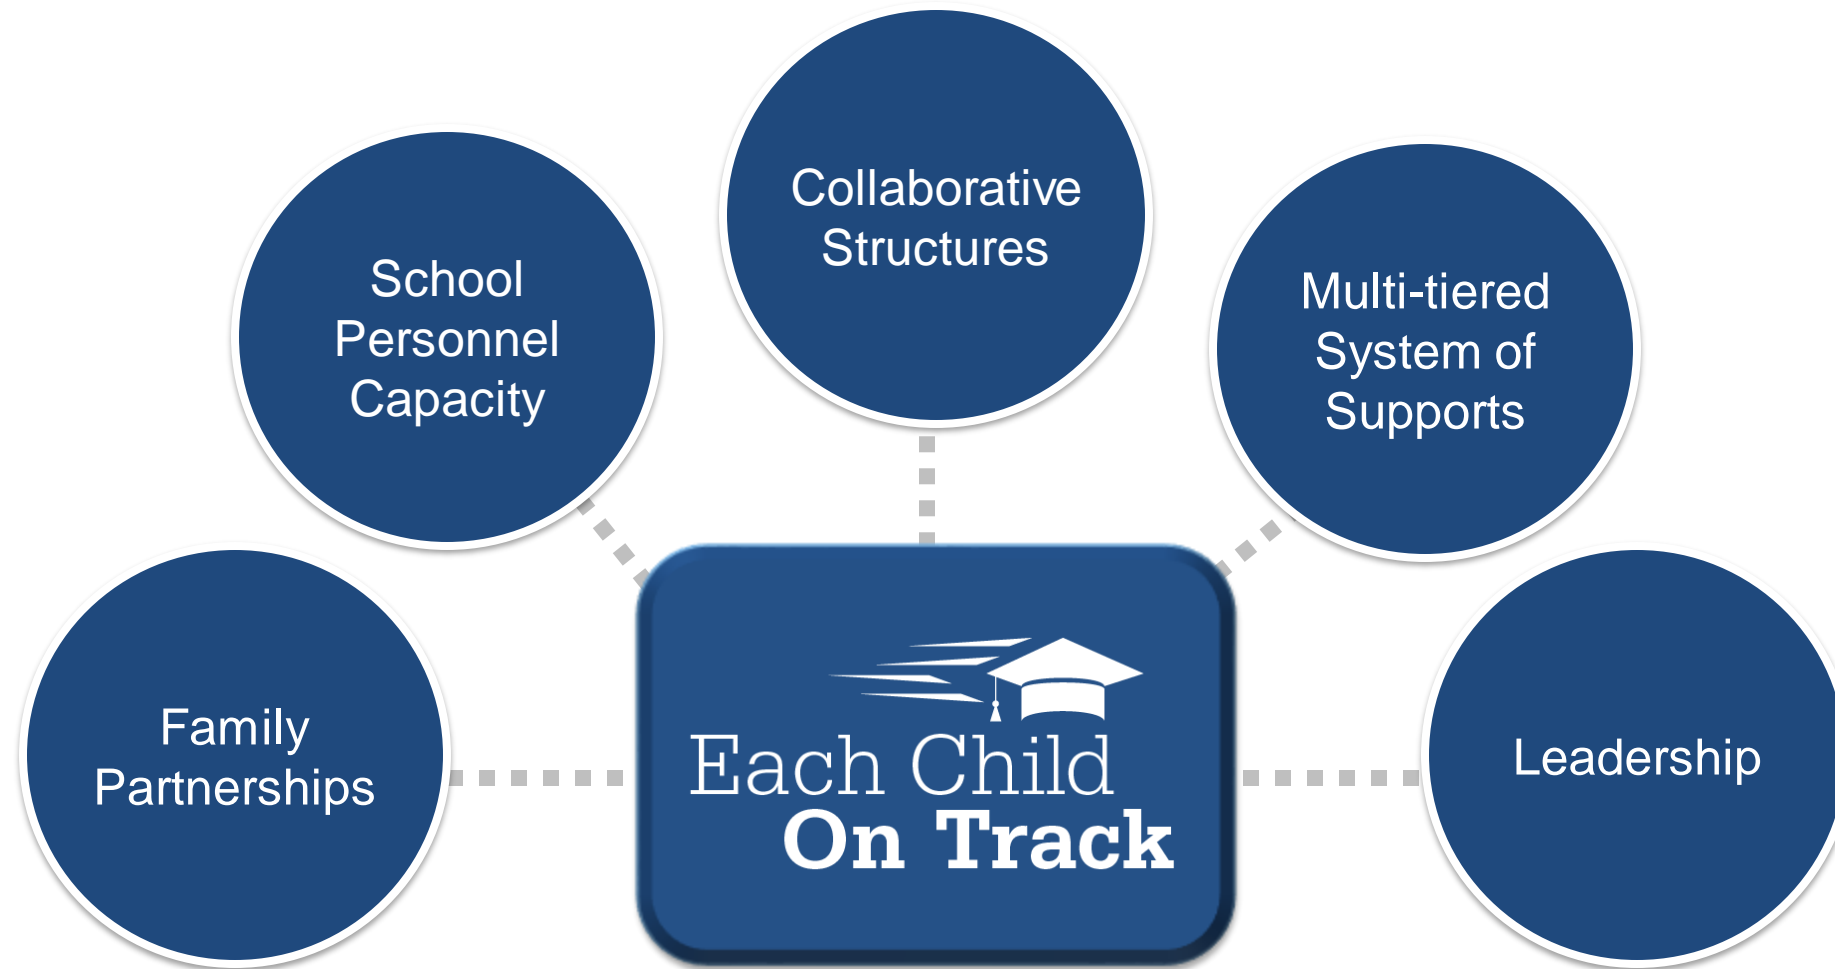 Collaborative
Structures
School
Personnel
Capacity
Multi-tiered
System of
Supports
Family
Partnerships
Each Child
On Track
Leadership